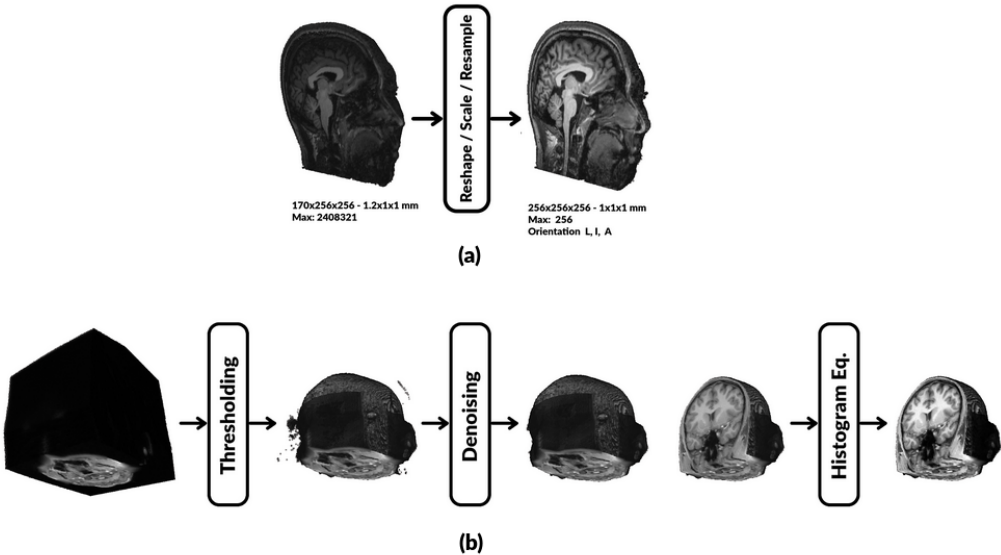 Reshape / Scale / Resample
170x256x256 - 1.2x1x1 mm
Max: 2408321
256x256x256 - 1x1x1 mm
Max: 256
Orientation L, I, A
(a)
Thresholding
Denoising
Histogram Eq.
(b)